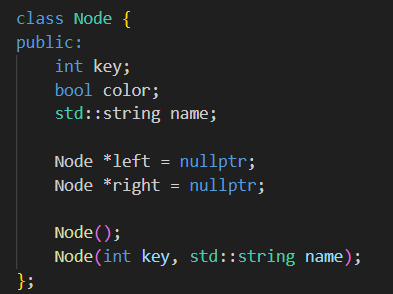 class Node {
public:
    int key;
    bool color;
    std::string name;

    Node *left = nullptr;
    Node *right = nullptr;

    Node();
    Node(int key, std::string name);
};